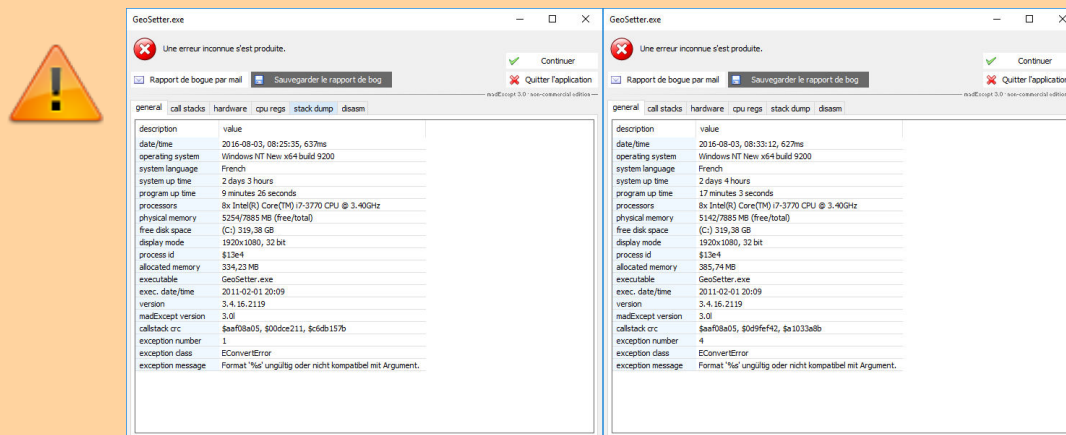 GeoSetter.exe
Une erreur inconnue s'est produite.
Continuer
Rapport de bogue par mail
Sauvegarder le rapport de bog
Quitter l'application
madExcept 3.0 · non-commercial edition
general call stacks hardware cpu regs stack dump disasm
description value
date/time 2016-08-03, 08:25:35, 637ms
operating system Windows NT New x64 build 9200
system language French
system up time 2 days 3 hours
program up time 9 minutes 26 seconds
processors 8x Intel(R) Core(TM) i7-3770 CPU @ 3.40GHz
physical memory 5254/7885 MB (free/total)
free disk space (C:) 319,38 GB
display mode 1920x1080, 32 bit
process id $13e4
allocated memory 334,23 MB
executable GeoSetter.exe
exec. date/time 2011-02-01 20:09
version 3.4.16.2119
madExcept version 3.0l
callstack crc $aaf08a05, $00dce211, $c6db157b
exception number 1
exception class EConvertError
exception message Format '%s' ungültig oder nicht kompatibel mit Argument.
GeoSetter.exe
Une erreur inconnue s'est produite.
Continuer
Rapport de bogue par mail
Sauvegarder le rapport de bog
Quitter l'application
madExcept 3.0 · non-commercial edition
general call stacks hardware cpu regs stack dump disasm
description value
date/time 2016-08-03, 08:33:12, 627ms
operating system Windows NT New x64 build 9200
system language French
system up time 2 days 4 hours
program up time 17 minutes 3 seconds
processors 8x Intel(R) Core(TM) i7-3770 CPU @ 3.40GHz
physical memory 5142/7885 MB (free/total)
free disk space (C:) 319,38 GB
display mode 1920x1080, 32 bit
process id $13e4
allocated memory 385,74 MB
executable GeoSetter.exe
exec. date/time 2011-02-01 20:09
version 3.4.16.2119
madExcept version 3.0l
callstack crc $aaf08a05, $0d9fef42, $a1033a8b
exception number 4
exception class EConvertError
exception message Format '%s' ungültig oder nicht kompatibel mit Argument.